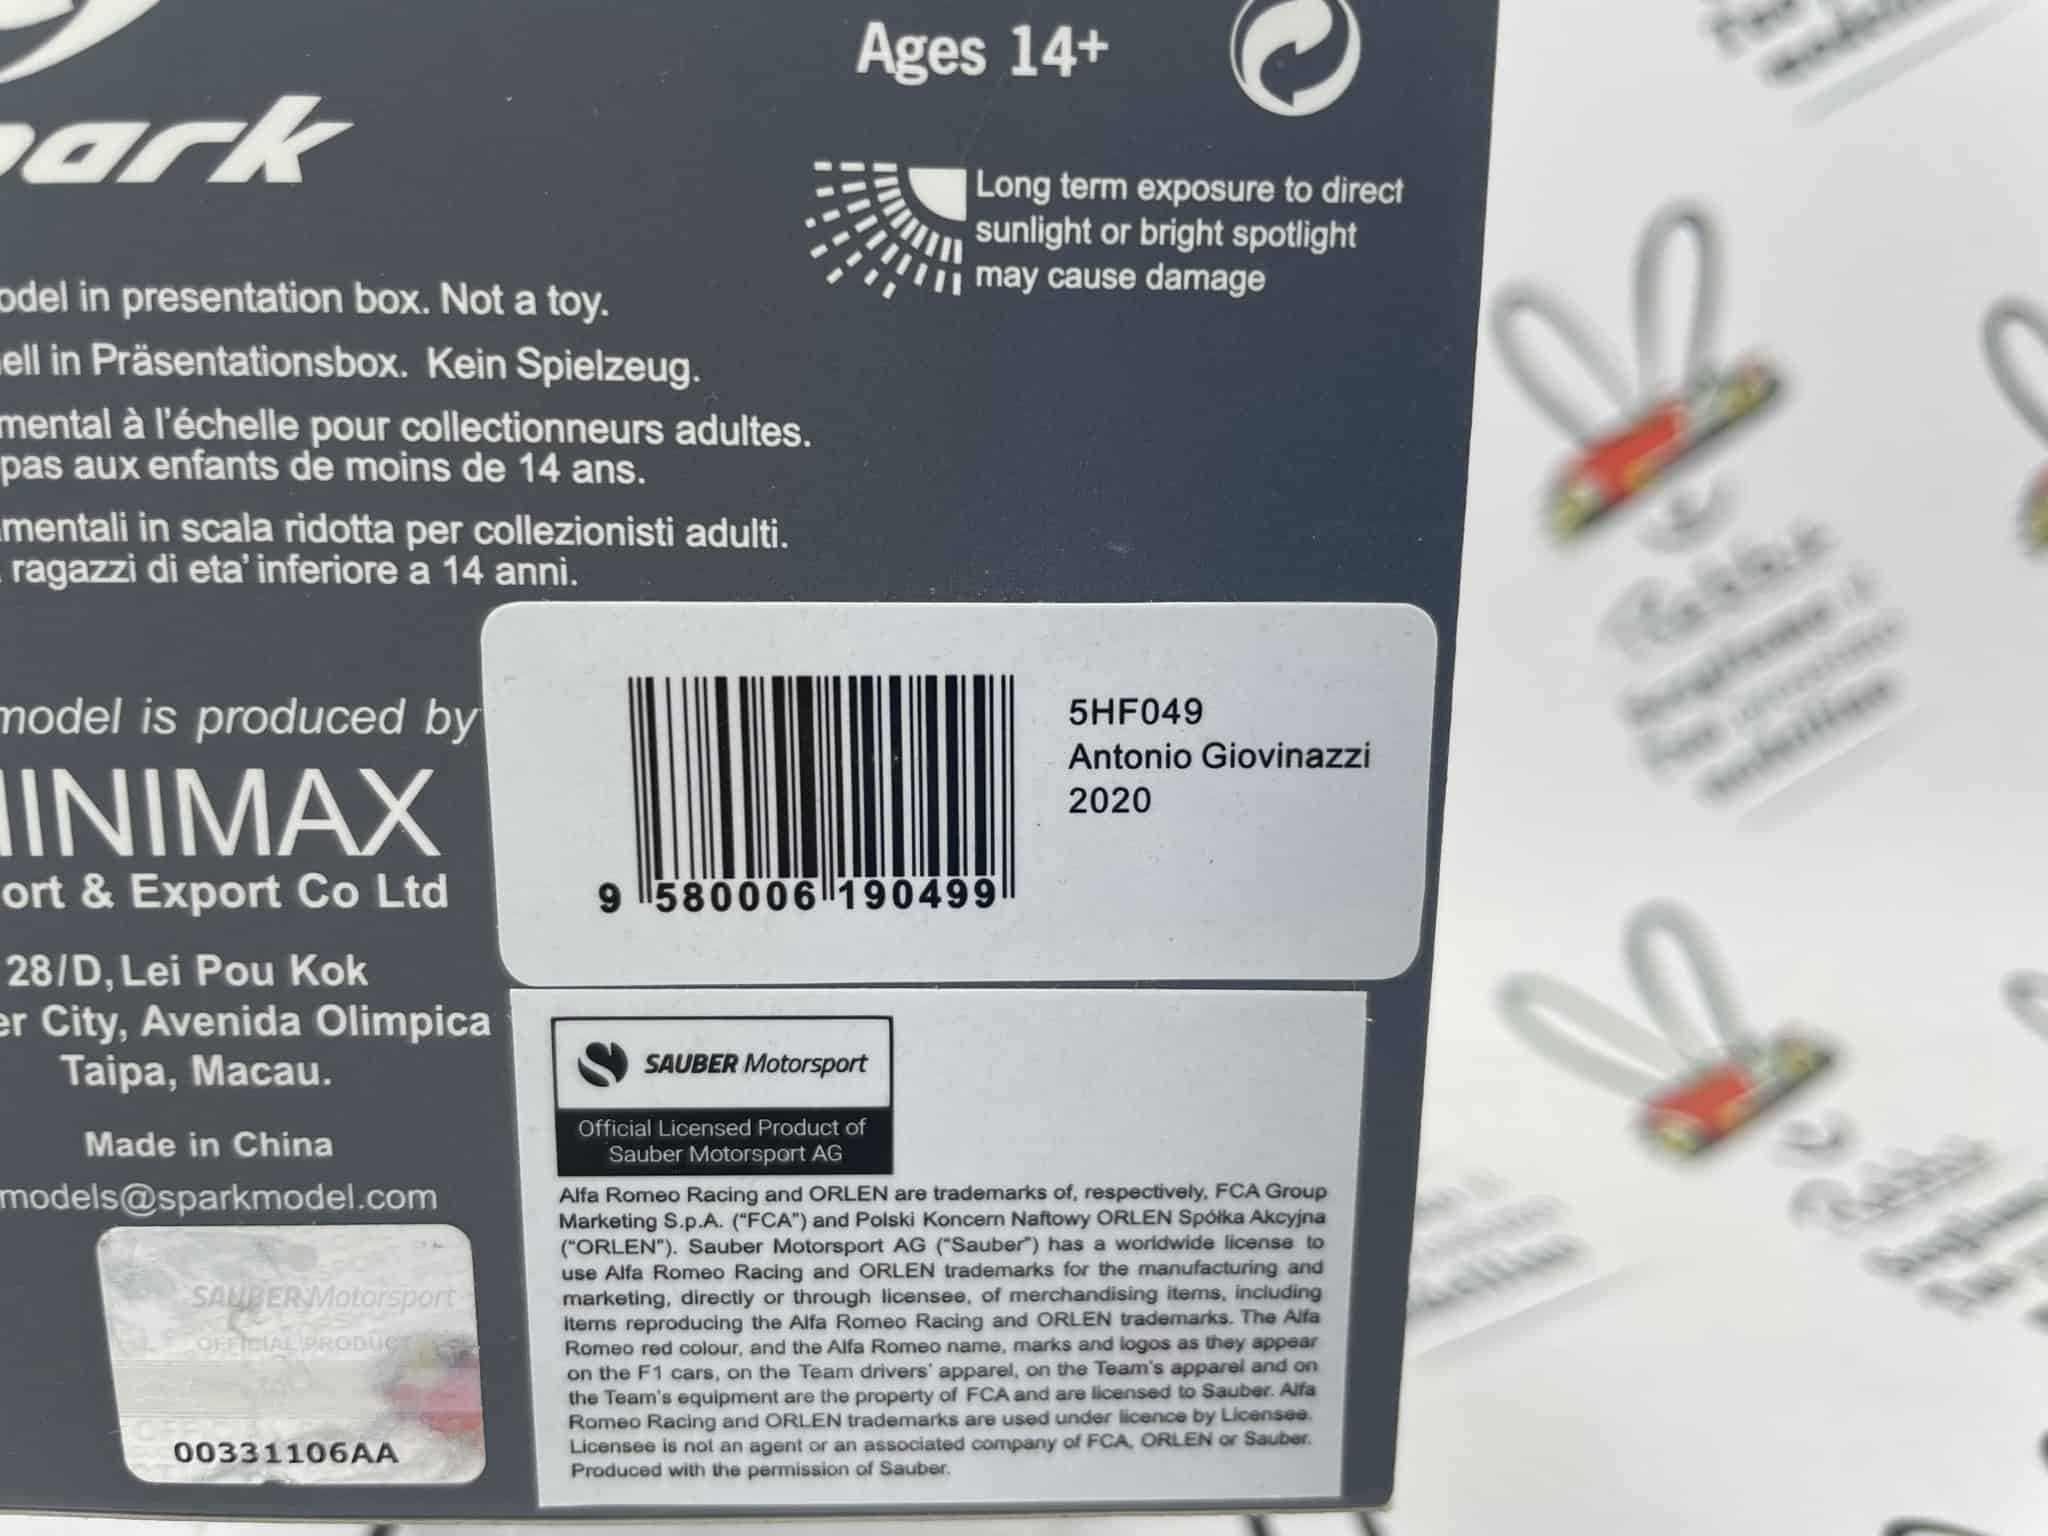 Ages 14+
Long term exposure to direct
sunlight or bright spotlight
may cause damage
in presentation box. Not a toy.
in Präsentationsbox. Kein Spielzeug.
à l'échelle pour collectionneurs adultes.
pas aux enfants de moins de 14 ans.
in scala ridotta per collezionisti adulti.
ragazzi di eta' inferiore a 14 anni.
model is produced by
MINIMAX
& Export Co Ltd
28/D, Lei Pou Kok
City, Avenida Olimpica
Taipa, Macau.
Made in China
models@sparkmodel.com
SAUBER Motorsport
OFFICIAL PRODUCT
00331106AA
5HF049
Antonio Giovinazzi
2020
9 580006 190499
SAUBER Motorsport
Official Licensed Product of
Sauber Motorsport AG
Alfa Romeo Racing and ORLEN are trademarks of, respectively, FCA Group
Marketing S.p.A. (“FCA”) and Polski Koncern Naftowy ORLEN Spółka Akcyjna
(“ORLEN”). Sauber Motorsport AG (“Sauber”) has a worldwide license to
use Alfa Romeo Racing and ORLEN trademarks for the manufacturing and
marketing, directly or through licensee, of merchandising items, including
items reproducing the Alfa Romeo Racing and ORLEN trademarks. The Alfa
Romeo red colour, and the Alfa Romeo name, marks and logos as they appear
on the F1 cars, on the Team drivers' apparel, on the Team's apparel and on
the Team's equipment are the property of FCA and are licensed to Sauber. Alfa
Romeo Racing and ORLEN trademarks are used under licence by Licensee.
Licensee is not an agent or an associated company of FCA, ORLEN or Sauber.
Produced with the permission of Sauber.